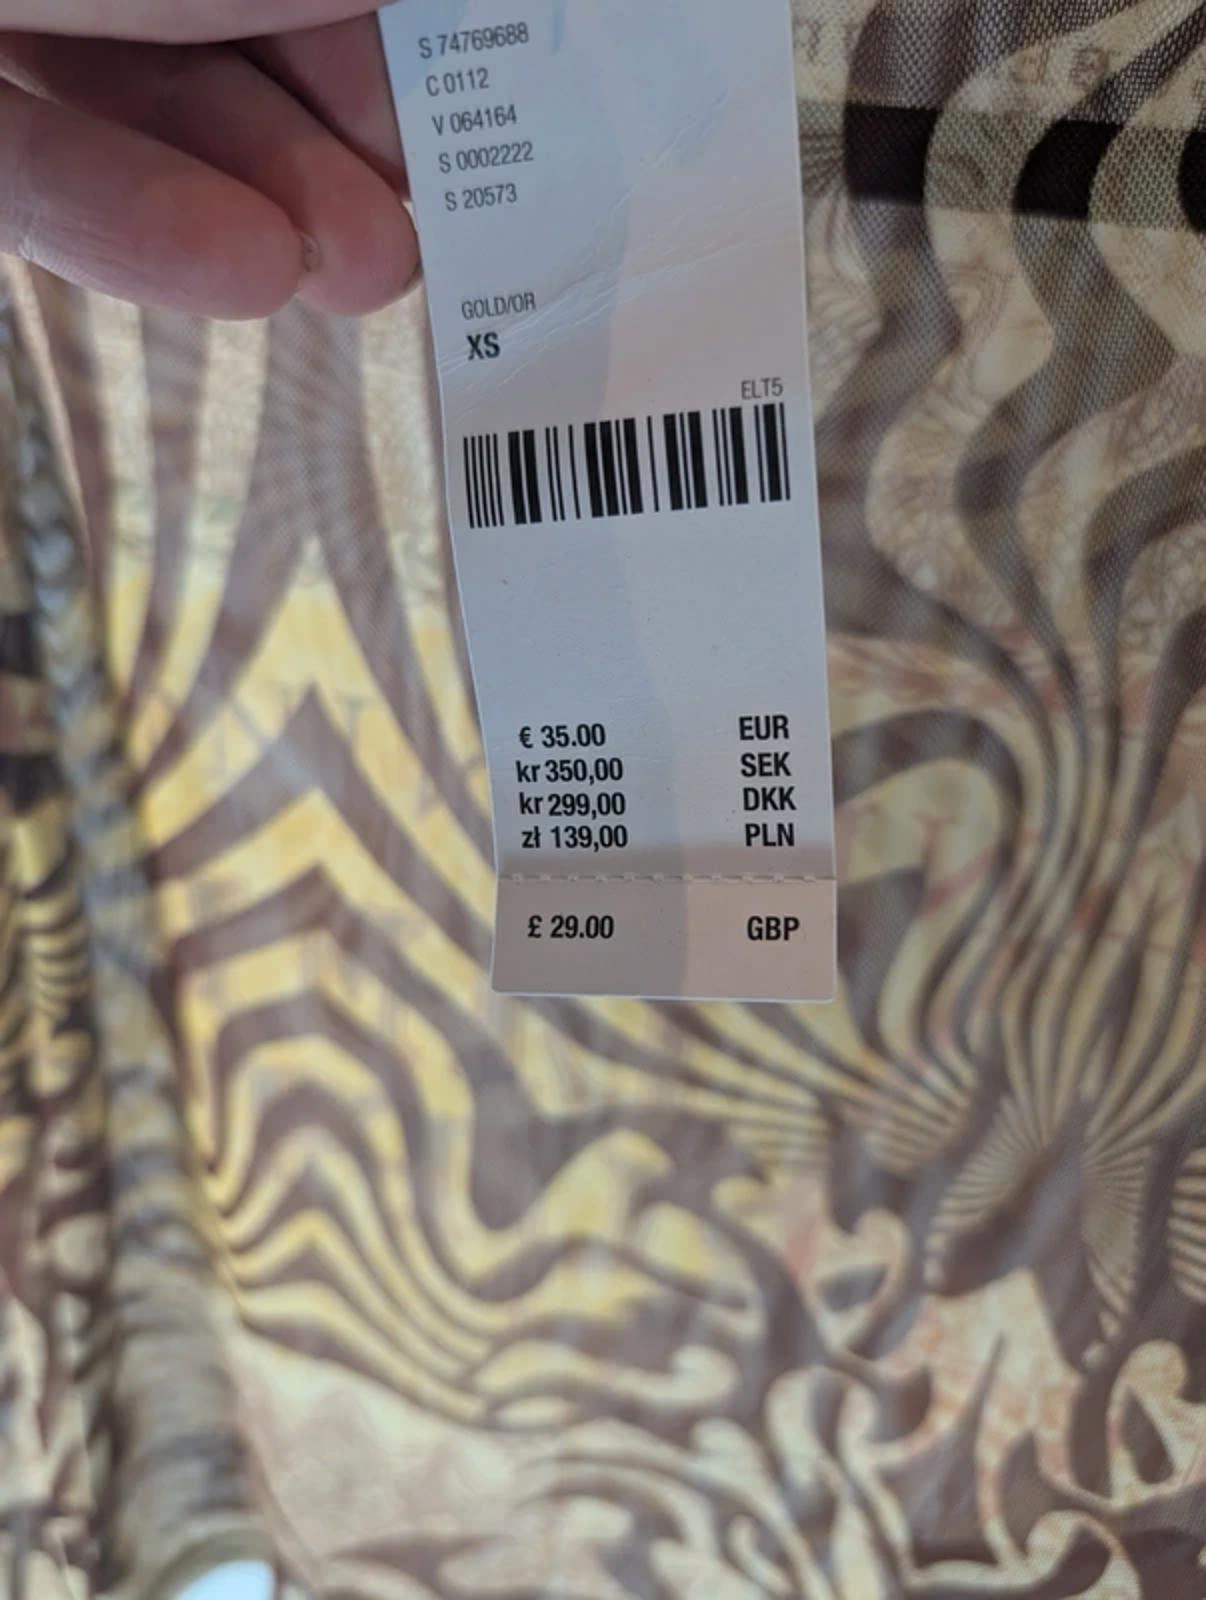 S 74769688
C 0112
V 064164
S 0002222
S 20573
GOLD/OR
XS
ELT5
€ 35.00 EUR
kr 350,00 SEK
kr 299,00 DKK
zł 139,00 PLN
£ 29.00 GBP